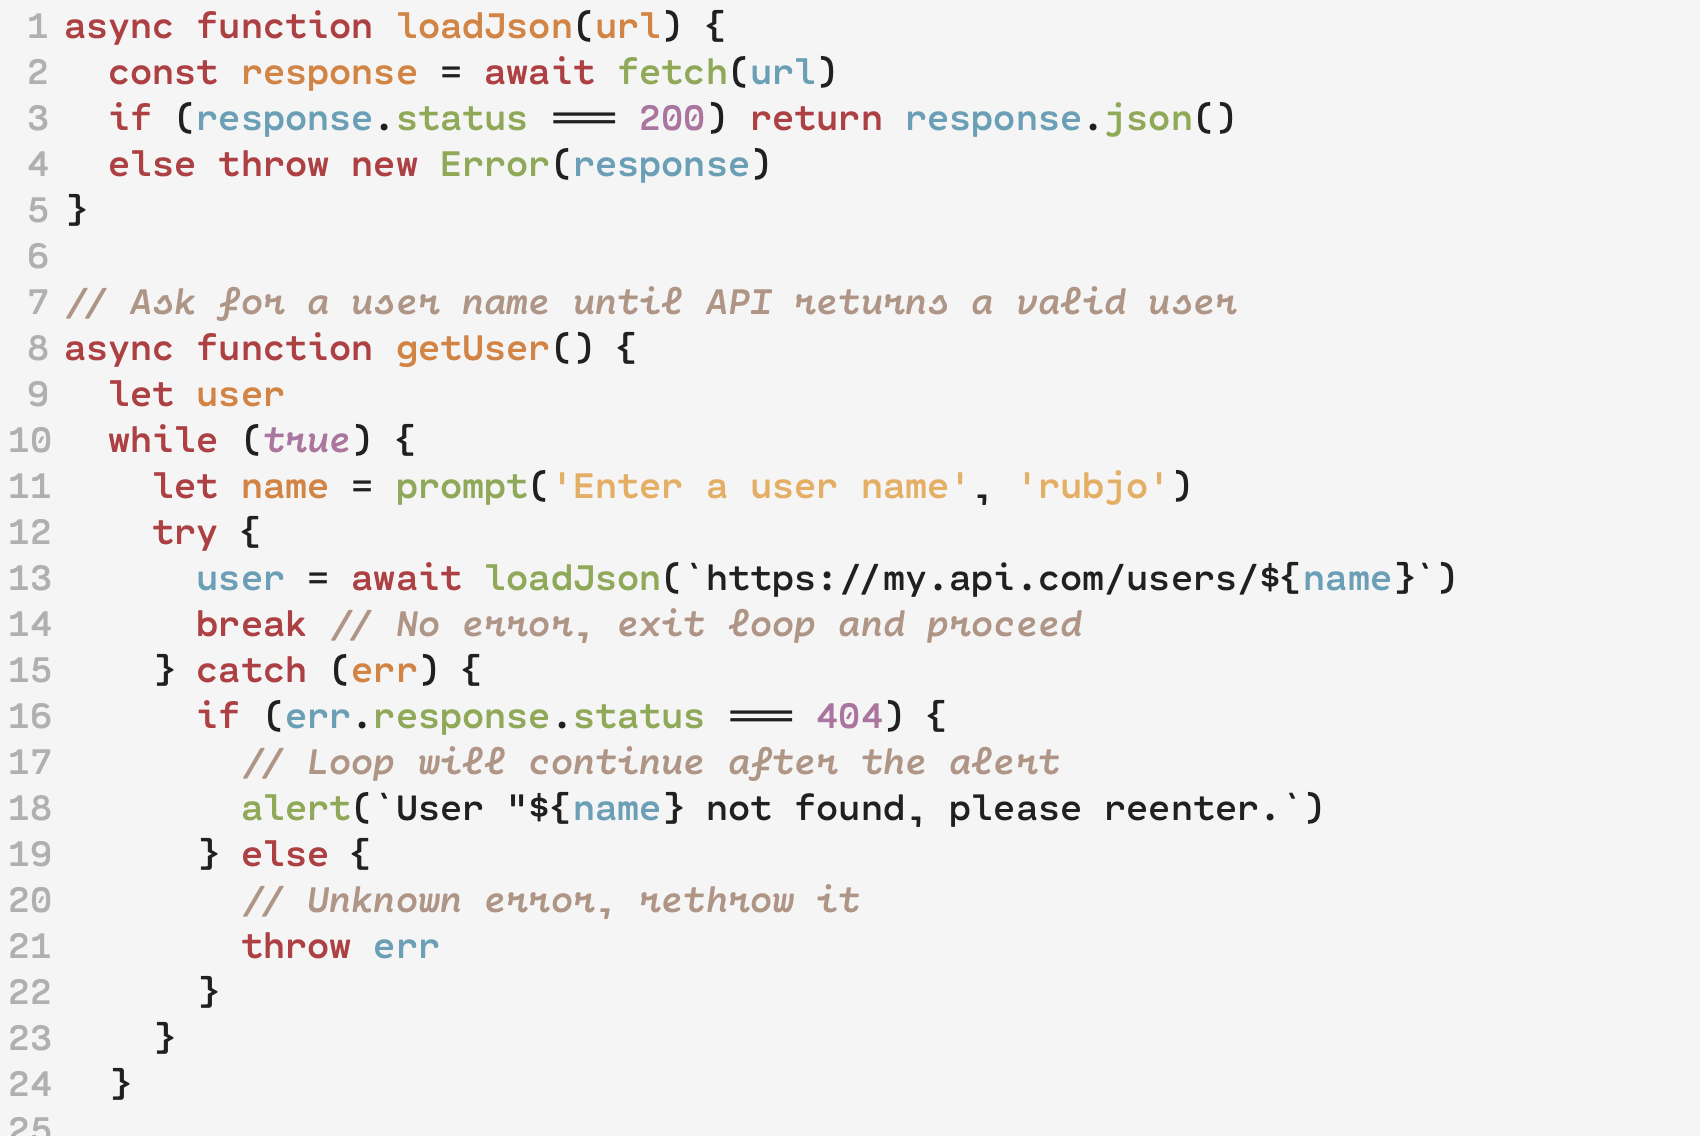 1 async function loadJson(url) {
2   const response = await fetch(url)
3   if (response.status === 200) return response.json()
4   else throw new Error(response)
5 }
6
7 // Ask for a user name until API returns a valid user
8 async function getUser() {
9   let user
10   while (true) {
11     let name = prompt('Enter a user name', 'rubjo')
12     try {
13       user = await loadJson(`https://my.api.com/users/${name}`)
14       break // No error, exit loop and proceed
15     } catch (err) {
16       if (err.response.status === 404) {
17         // Loop will continue after the alert
18         alert(`User "${name} not found, please reenter.`)
19       } else {
20         // Unknown error, rethrow it
21         throw err
22       }
23     }
24   }
25